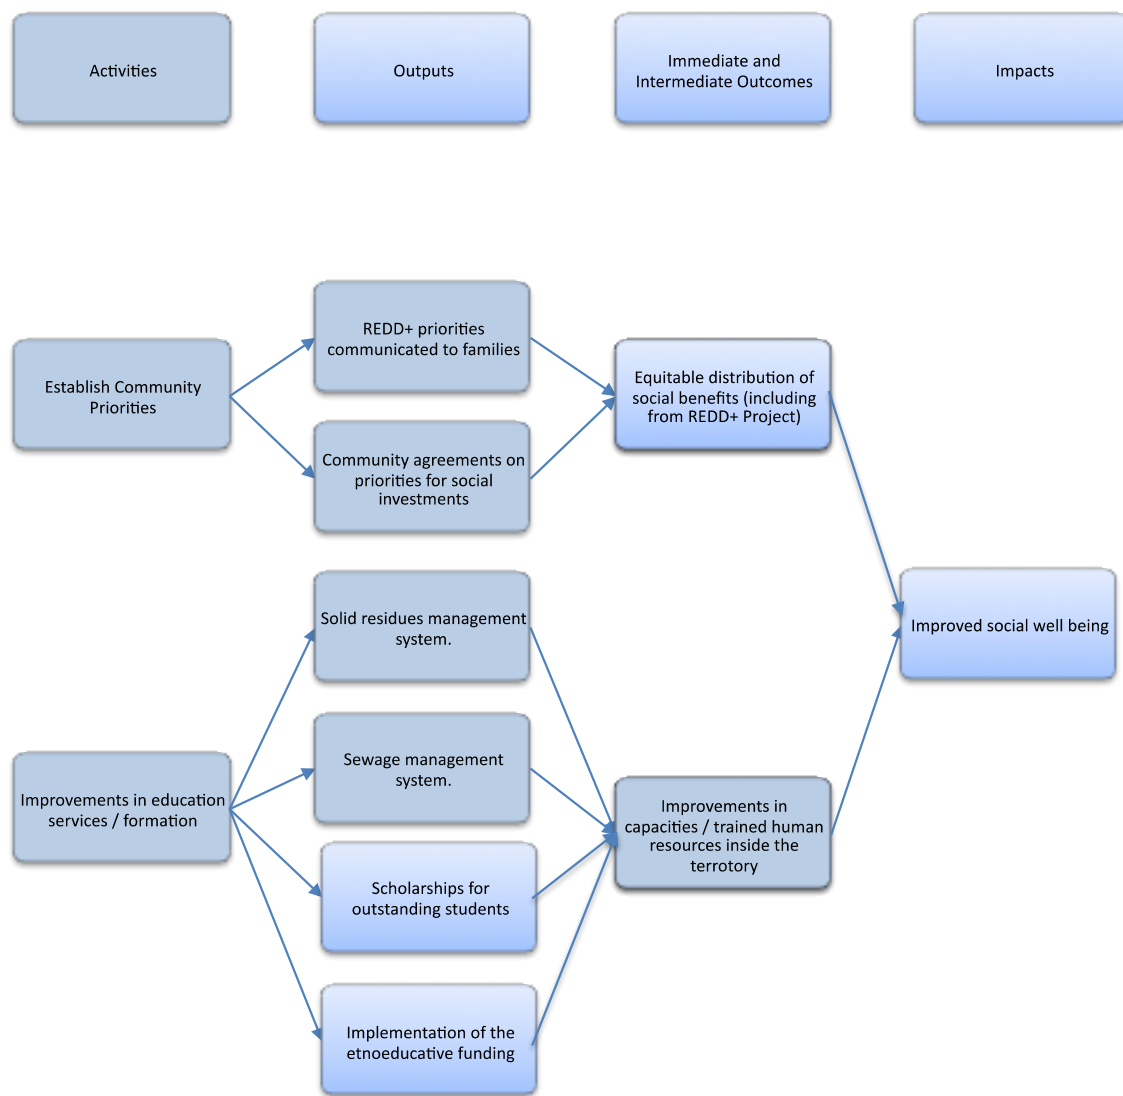 Activities
Outputs
Immediate and
Intermediate Outcomes
Impacts
REDD+ priorities
communicated to families
Establish Community
Priorities
Equitable distribution of
social benefits (including
from REDD+ Project)
Community agreements on
priorities for social
investments
Solid residues management
system.
Improved social well being
Sewage management
system.
Improvements in education
services / formation
Improvements in
capacities / trained human
resources inside the
terrotory
Scholarships for
outstanding students
Implementation of the
etnoeducative funding